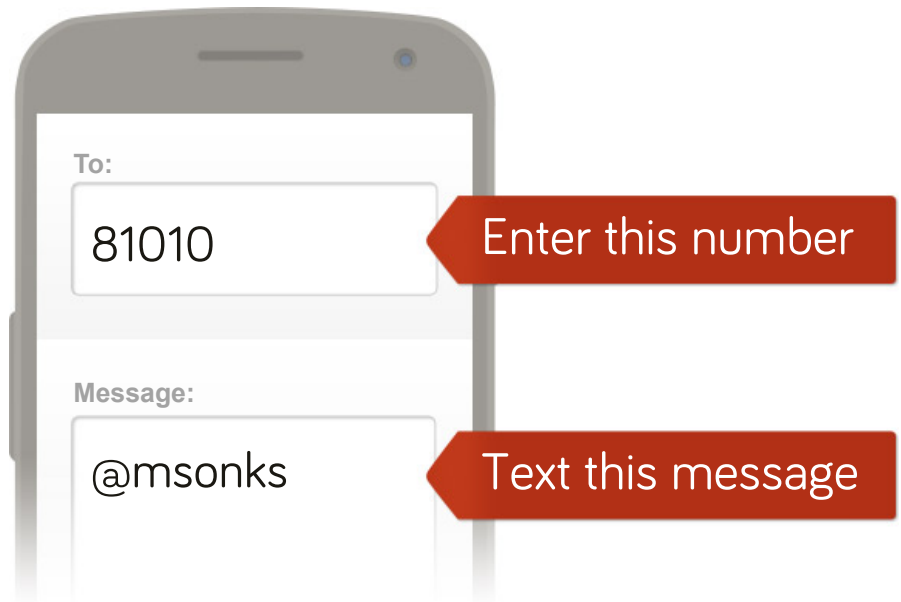 To:
81010
Enter this number
Message:
@msonks
Text this message